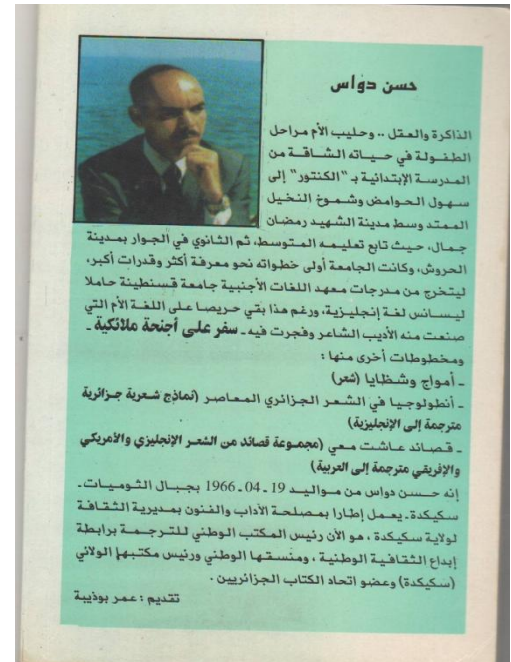 حسن دواس
الذاكرة والعقل .. وحليب الأم مراحل
الطفولة في حياته الشاقة من
المدرسة الإبتدائية بـ "الكنتور" إلى
سهول الحوامض وشموخ النخيل
الممتد وسط مدينة الشهيد رمضان
جمال، حيث تابع تعليمه المتوسط، ثم الثانوي في الجوار بمدينة
الحروش، وكانت الجامعة أولى خطواته نحو معرفة أكثر وقدرات أكبر،
ليتخرج من مدرجات معهد اللغات الأجنبية جامعة قسنطينة حاملا
ليسانس لغة إنجليزية، ورغم هذا بقي حريصا على اللغة الأم التي
صنعت منه الأديب الشاعر وفجرت فيه ـ سفر على أجنحة ملائكية ـ
ومخطوطات أخرى منها :
ـ أمواج وشظايا (شعر)
ـ أنطولوجيا في الشعر الجزائري المعاصر (نماذج شعرية جزائرية
مترجمة إلى الإنجليزية)
ـ قصائد عاشت معي (مجموعة قصائد من الشعر الإنجليزي والأمريكي
والإفريقي مترجمة إلى العربية)
إنه حسن دواس من مواليد 19 ـ 04 ـ 1966 بجبال الثوميات ـ
سكيكدة ـ يعمل إطارا بمصلحة الآداب والفنون بمديرية الثقافة
لولاية سكيكدة ، هو الآن رئيس المكتب الوطني للترجمة برابطة
إبداع الثقافية الوطنية ، ومنسقها الوطني ورئيس مكتبها الولائي
(سكيكدة) وعضو اتحاد الكتاب الجزائريين .
تقديم : عمر بوذيبة